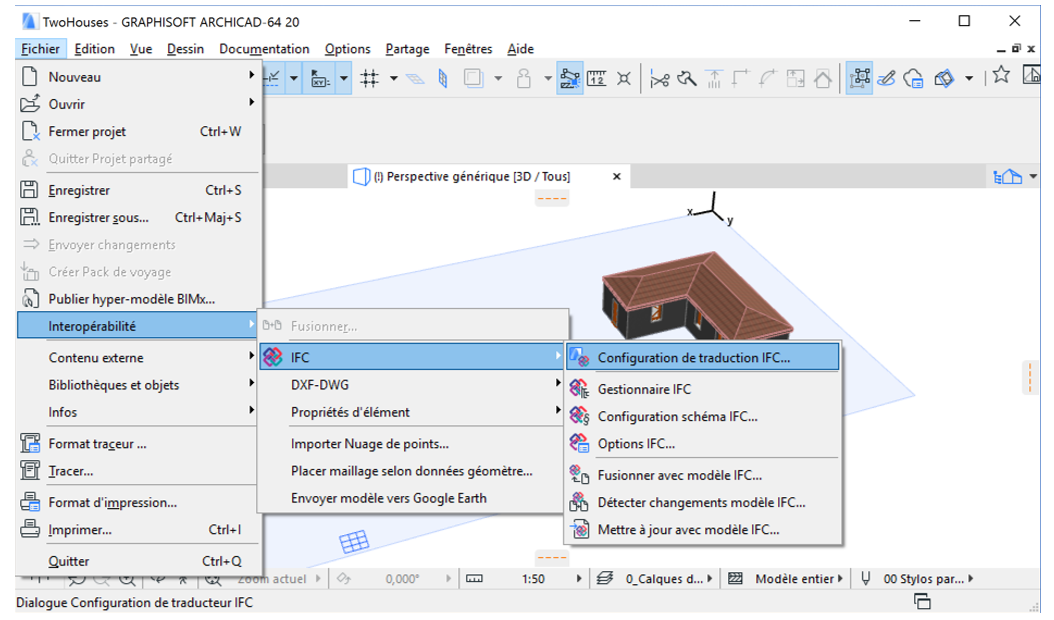 TwoHouses - GRAPHISOFT ARCHICAD-64 20
Fichier Edition Vue Dessin Documentation Options Partage Fenêtres Aide
Nouveau
Ouvrir
Fermer projet Ctrl+W
Quitter Projet partagé
Enregistrer Ctrl+S
Enregistrer sous... Ctrl+Maj+S
Envoyer changements
Créer Pack de voyage
Publier hyper-modèle BIMx...
Interopérabilité
Contenu externe
Bibliothèques et objets
Infos
Format traceur ...
Tracer...
Format d'impression...
Imprimer... Ctrl+I
Quitter Ctrl+Q
(!) Perspective générique [3D / Tous]
x
y
Fusionner...
IFC
DXF-DWG
Propriétés d'élément
Importer Nuage de points...
Placer maillage selon données géomètre...
Envoyer modèle vers Google Earth
Configuration de traduction IFC...
Gestionnaire IFC
Configuration schéma IFC...
Options IFC...
Fusionner avec modèle IFC...
Détecter changements modèle IFC...
Mettre à jour avec modèle IFC...
Zoom actuel 0,000° 1:50 0_Calques d... Modèle entier 00 Stylos par...
Dialogue Configuration de traducteur IFC